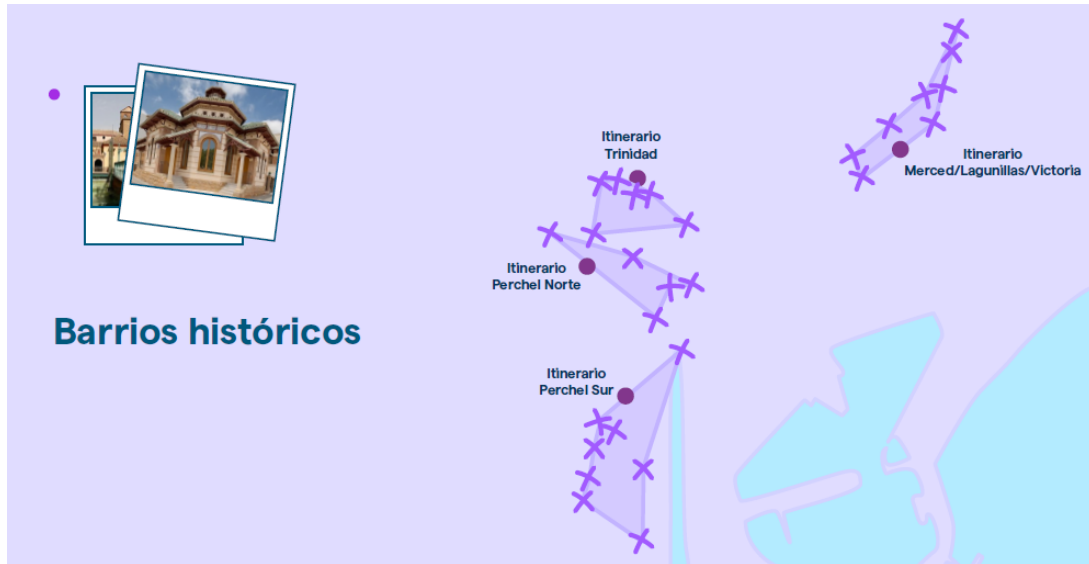 Barrios históricos
Itinerario
Trinidad
Itinerario
Merced/Lagunillas/Victoria
Itinerario
Perchel Norte
Itinerario
Perchel Sur